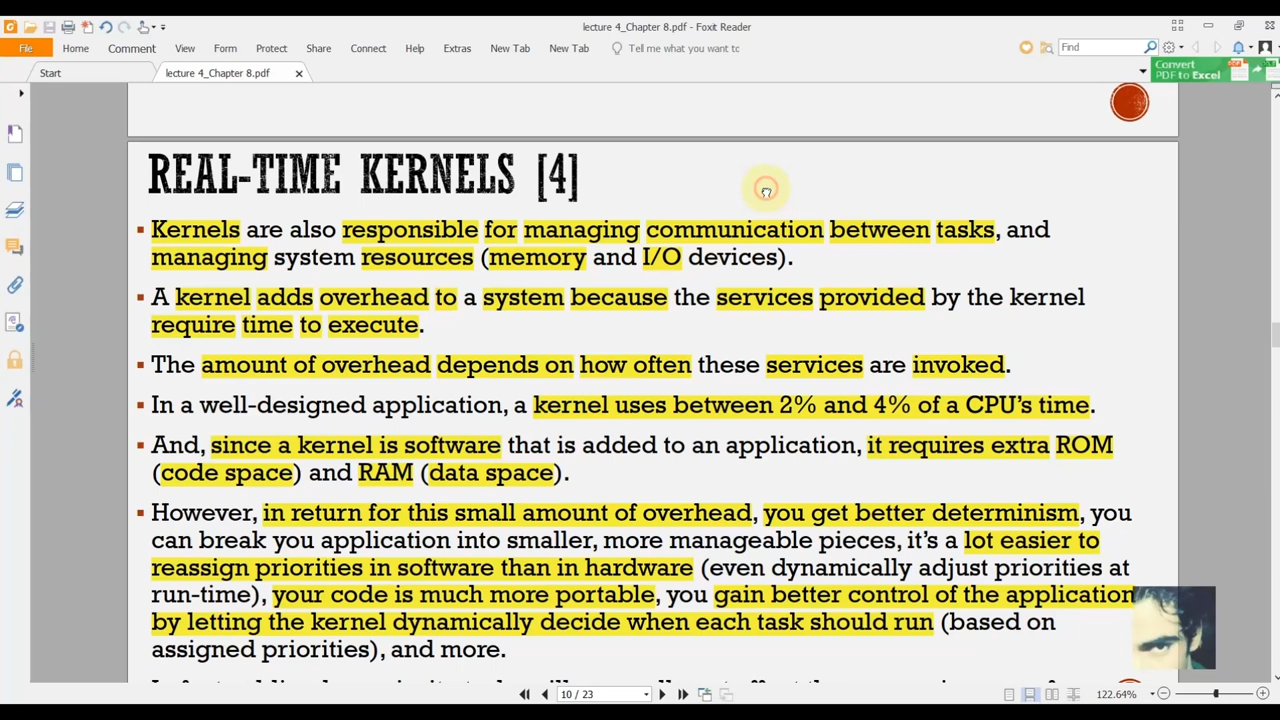 lecture 4_Chapter 8.pdf - Foxit Reader
File Home Comment View Form Protect Share Connect Help Extras New Tab New Tab Tell me what you want tc Find
Start lecture 4_Chapter 8.pdf
Convert
PDF to Excel
REAL-TIME KERNELS [4]
▪ Kernels are also responsible for managing communication between tasks, and
managing system resources (memory and I/O devices).
▪ A kernel adds overhead to a system because the services provided by the kernel
require time to execute.
▪ The amount of overhead depends on how often these services are invoked.
▪ In a well-designed application, a kernel uses between 2% and 4% of a CPU's time.
▪ And, since a kernel is software that is added to an application, it requires extra ROM
(code space) and RAM (data space).
▪ However, in return for this small amount of overhead, you get better determinism, you
can break you application into smaller, more manageable pieces, it's a lot easier to
reassign priorities in software than in hardware (even dynamically adjust priorities at
run-time), your code is much more portable, you gain better control of the application
by letting the kernel dynamically decide when each task should run (based on
assigned priorities), and more.
10 / 23 122.64%